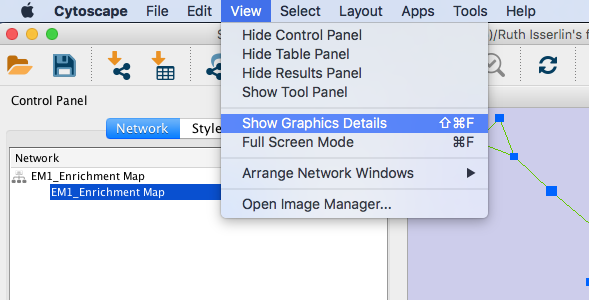 Cytoscape File Edit View Select Layout Apps Tools Help
S )/Ruth Isserlin's f
Hide Control Panel
Hide Table Panel
Hide Results Panel
Show Tool Panel
Show Graphics Details ⇧⌘F
Full Screen Mode ⌘F
Arrange Network Windows ▶
Open Image Manager...
Control Panel
Network Style
Network
EM1_Enrichment Map
EM1_Enrichment Map